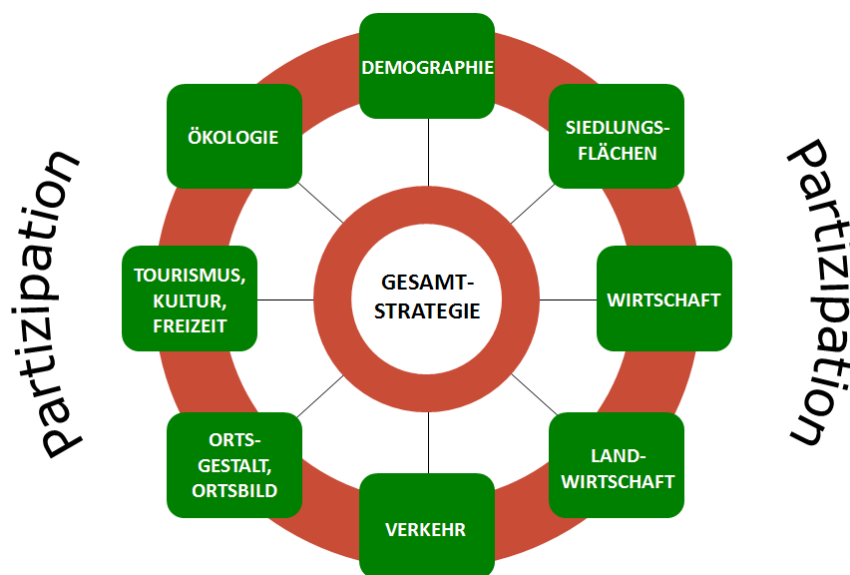 DEMOGRAPHIE
ÖKOLOGIE
SIEDLUNGS-
FLÄCHEN
Partizipation
Partizipation
TOURISMUS,
KULTUR,
FREIZEIT
GESAMT-
STRATEGIE
WIRTSCHAFT
ORTS-
GESTALT,
ORTSBILD
LAND-
WIRTSCHAFT
VERKEHR